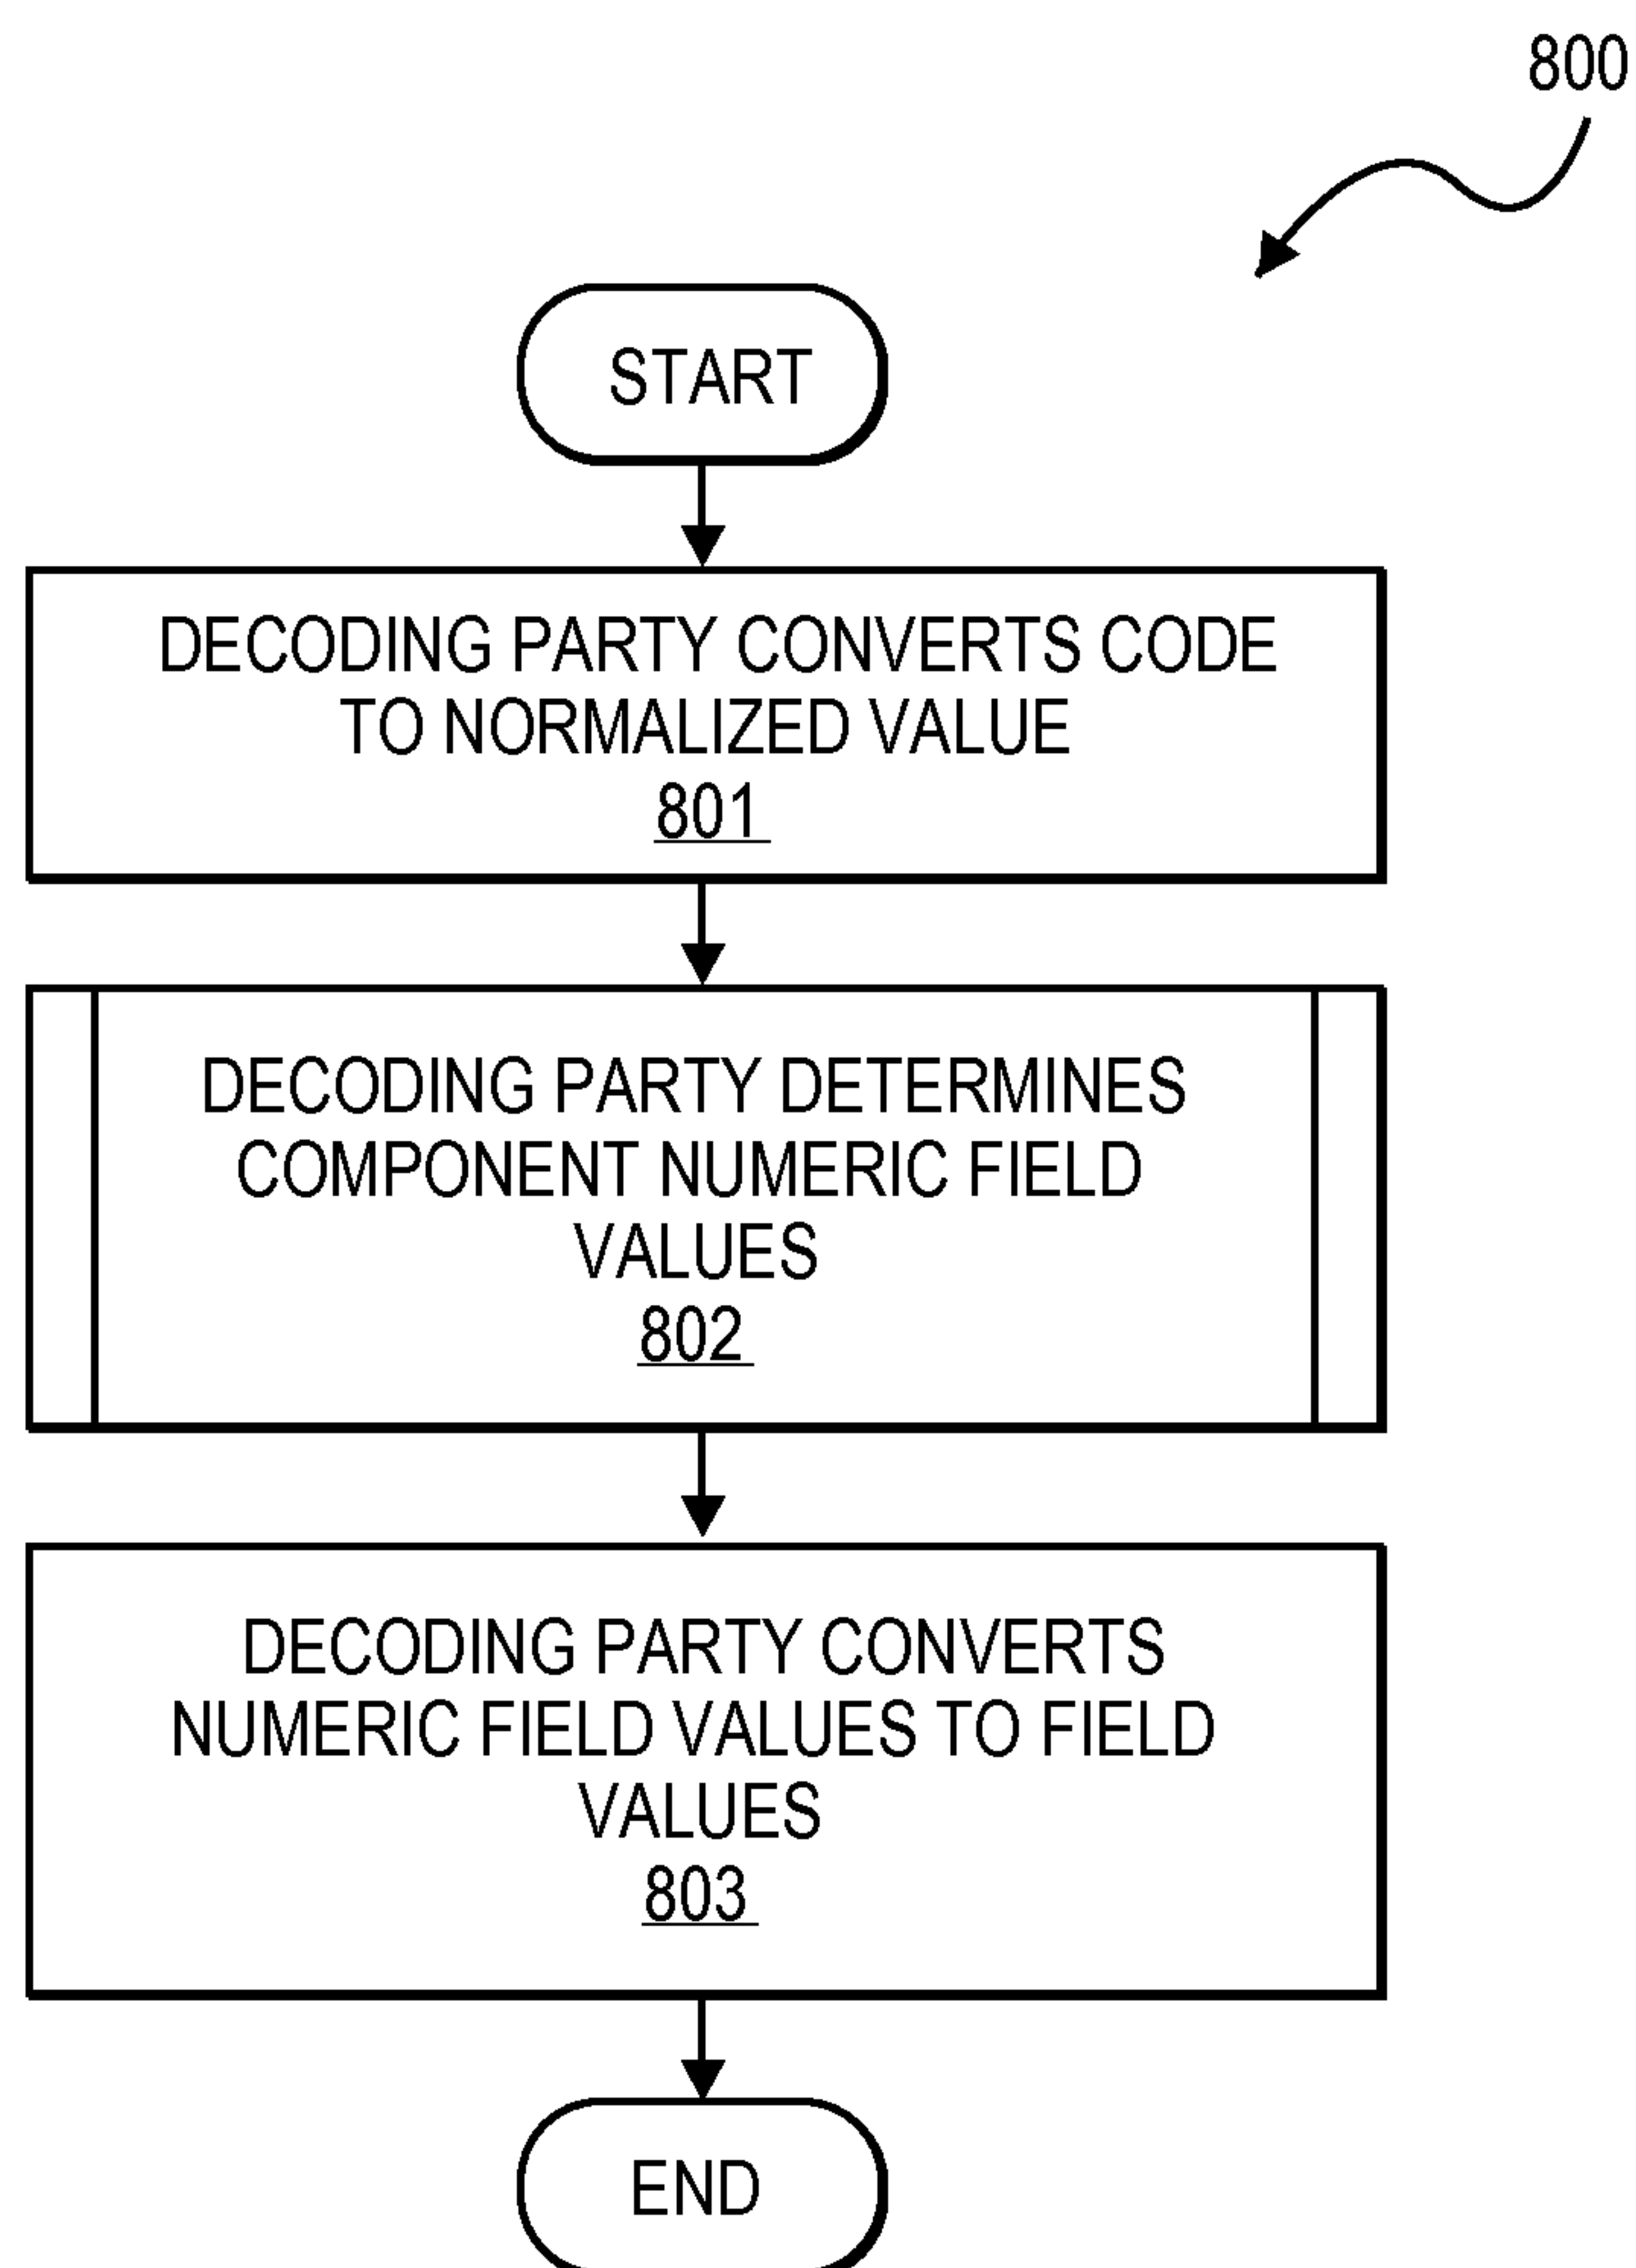 800
START
DECODING PARTY CONVERTS CODE
TO NORMALIZED VALUE
801
DECODING PARTY DETERMINES
COMPONENT NUMERIC FIELD
VALUES
802
DECODING PARTY CONVERTS
NUMERIC FIELD VALUES TO FIELD
VALUES
803
END